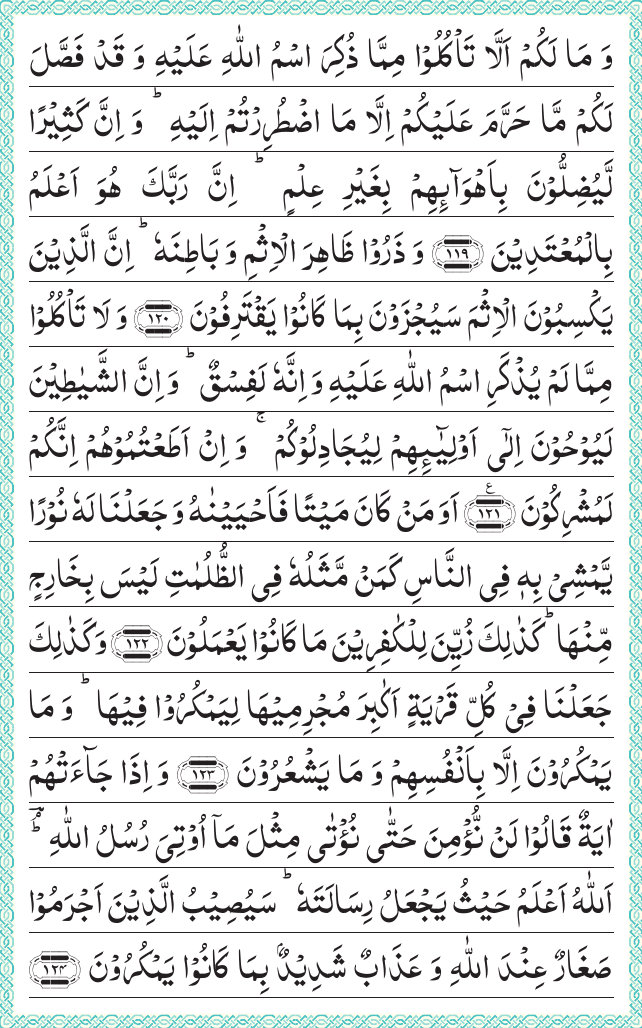 وَ مَا لَكُمْ اَلَّا تَاْكُلُوْا مِمَّا ذُكِرَ اسْمُ اللّٰهِ عَلَیْهِ وَ قَدْ فَصَّلَ
لَكُمْ مَّا حَرَّمَ عَلَیْكُمْ اِلَّا مَا اضْطُرِرْتُمْ اِلَیْهِ ؕ وَ اِنَّ كَثِیْرًا
لَّیُضِلُّوْنَ بِاَهْوَآىِٕهِمْ بِغَیْرِ عِلْمٍ ؕ اِنَّ رَبَّكَ هُوَ اَعْلَمُ
بِالْمُعْتَدِیْنَ ﴿۱۱۹﴾ وَ ذَرُوْا ظَاهِرَ الْاِثْمِ وَ بَاطِنَهٗ ؕ اِنَّ الَّذِیْنَ
یَكْسِبُوْنَ الْاِثْمَ سَیُجْزَوْنَ بِمَا كَانُوْا یَقْتَرِفُوْنَ ﴿۱۲۰﴾ وَ لَا تَاْكُلُوْا
مِمَّا لَمْ یُذْكَرِ اسْمُ اللّٰهِ عَلَیْهِ وَ اِنَّهٗ لَفِسْقٌ ؕ وَ اِنَّ الشَّیٰطِیْنَ
لَیُوْحُوْنَ اِلٰۤی اَوْلِیٰٓـِٕهِمْ لِیُجَادِلُوْكُمْ ۚ وَ اِنْ اَطَعْتُمُوْهُمْ اِنَّكُمْ
لَمُشْرِكُوْنَ ﴿۱۲۱﴾ ع اَوَ مَنْ كَانَ مَیْتًا فَاَحْیَیْنٰهُ وَ جَعَلْنَا لَهٗ نُوْرًا
یَّمْشِیْ بِهٖ فِی النَّاسِ كَمَنْ مَّثَلُهٗ فِی الظُّلُمٰتِ لَیْسَ بِخَارِجٍ
مِّنْهَا ؕ كَذٰلِكَ زُیِّنَ لِلْكٰفِرِیْنَ مَا كَانُوْا یَعْمَلُوْنَ ﴿۱۲۲﴾ وَ كَذٰلِكَ
جَعَلْنَا فِیْ كُلِّ قَرْیَةٍ اَكٰبِرَ مُجْرِمِیْهَا لِیَمْكُرُوْا فِیْهَا ؕ وَ مَا
یَمْكُرُوْنَ اِلَّا بِاَنْفُسِهِمْ وَ مَا یَشْعُرُوْنَ ﴿۱۲۳﴾ وَ اِذَا جَآءَتْهُمْ
اٰیَةٌ قَالُوْا لَنْ نُّؤْمِنَ حَتّٰی نُؤْتٰی مِثْلَ مَاۤ اُوْتِیَ رُسُلُ اللّٰهِ ؔۘؕ
اَللّٰهُ اَعْلَمُ حَیْثُ یَجْعَلُ رِسَالَتَهٗ ؕ سَیُصِیْبُ الَّذِیْنَ اَجْرَمُوْا
صَغَارٌ عِنْدَ اللّٰهِ وَ عَذَابٌ شَدِیْدٌۢ بِمَا كَانُوْا یَمْكُرُوْنَ ﴿۱۲۴﴾